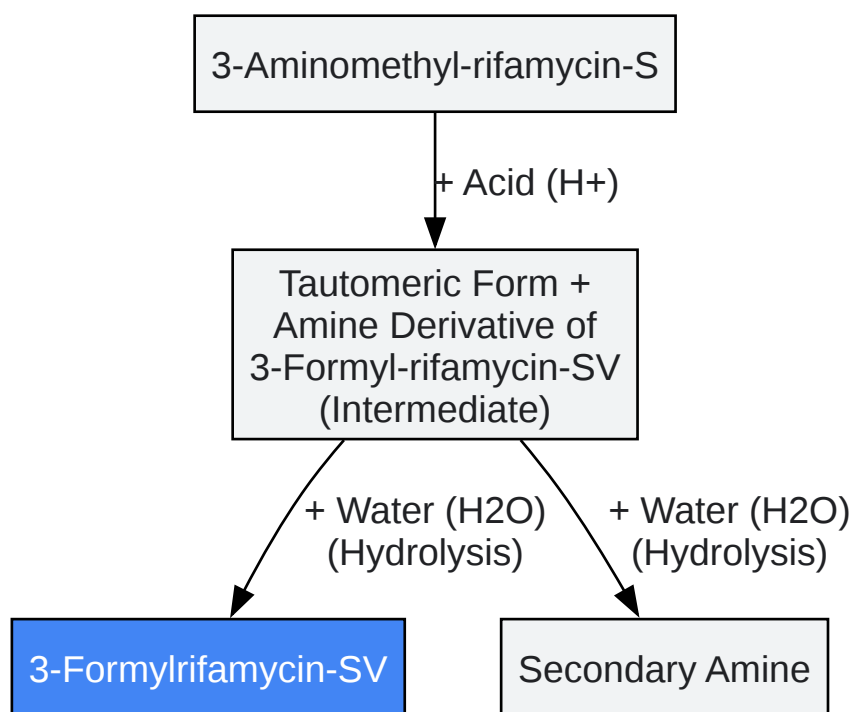 3-Aminomethyl-rifamycin-S
+ Acid (H+)
Tautomeric Form +
Amine Derivative of
3-Formyl-rifamycin-SV
(Intermediate)
+ Water (H2O)
(Hydrolysis)
+ Water (H2O)
(Hydrolysis)
3-Formylrifamycin-SV
Secondary Amine